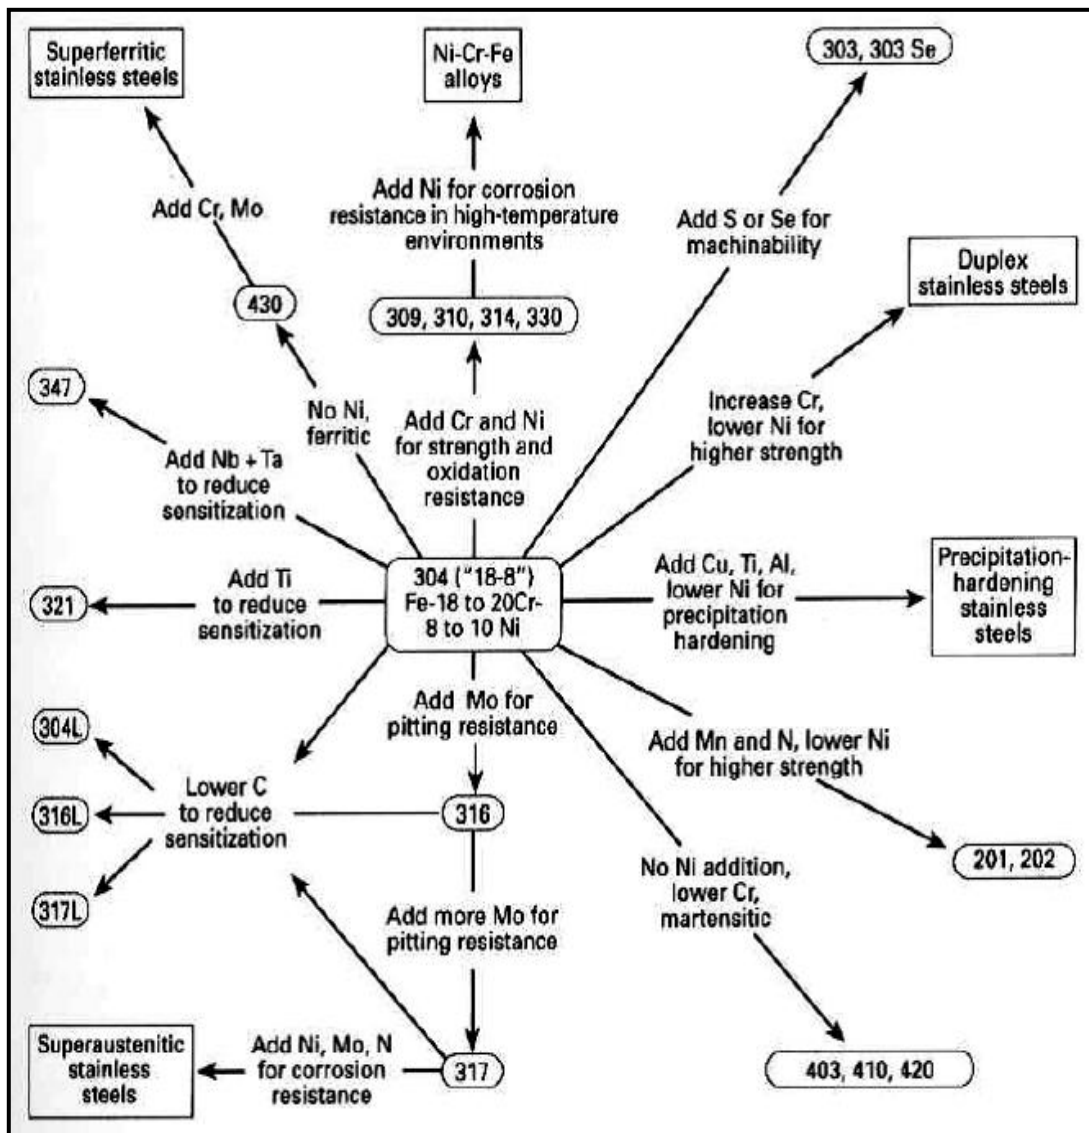 Superferritic
stainless steels
Ni-Cr-Fe
alloys
303, 303 Se
Add Cr, Mo
Add Ni for corrosion
resistance in high-temperature
environments
Add S or Se for
machinability
Duplex
stainless steels
430
309, 310, 314, 330
347
No Ni,
ferritic
Add Cr and Ni
for strength and
oxidation
resistance
Increase Cr,
lower Ni for
higher strength
Add Nb + Ta
to reduce
sensitization
321
Add Ti
to reduce
sensitization
304 ("18-8")
Fe-18 to 20Cr-
8 to 10 Ni
Add Cu, Ti, Al,
lower Ni for
precipitation
hardening
Precipitation-
hardening
stainless
steels
Add Mo for
pitting resistance
304L
316L
317L
Lower C
to reduce
sensitization
316
Add Mn and N, lower Ni
for higher strength
201, 202
No Ni addition,
lower Cr,
martensitic
Add more Mo for
pitting resistance
Superaustenitic
stainless
steels
Add Ni, Mo, N
for corrosion
resistance
317
403, 410, 420